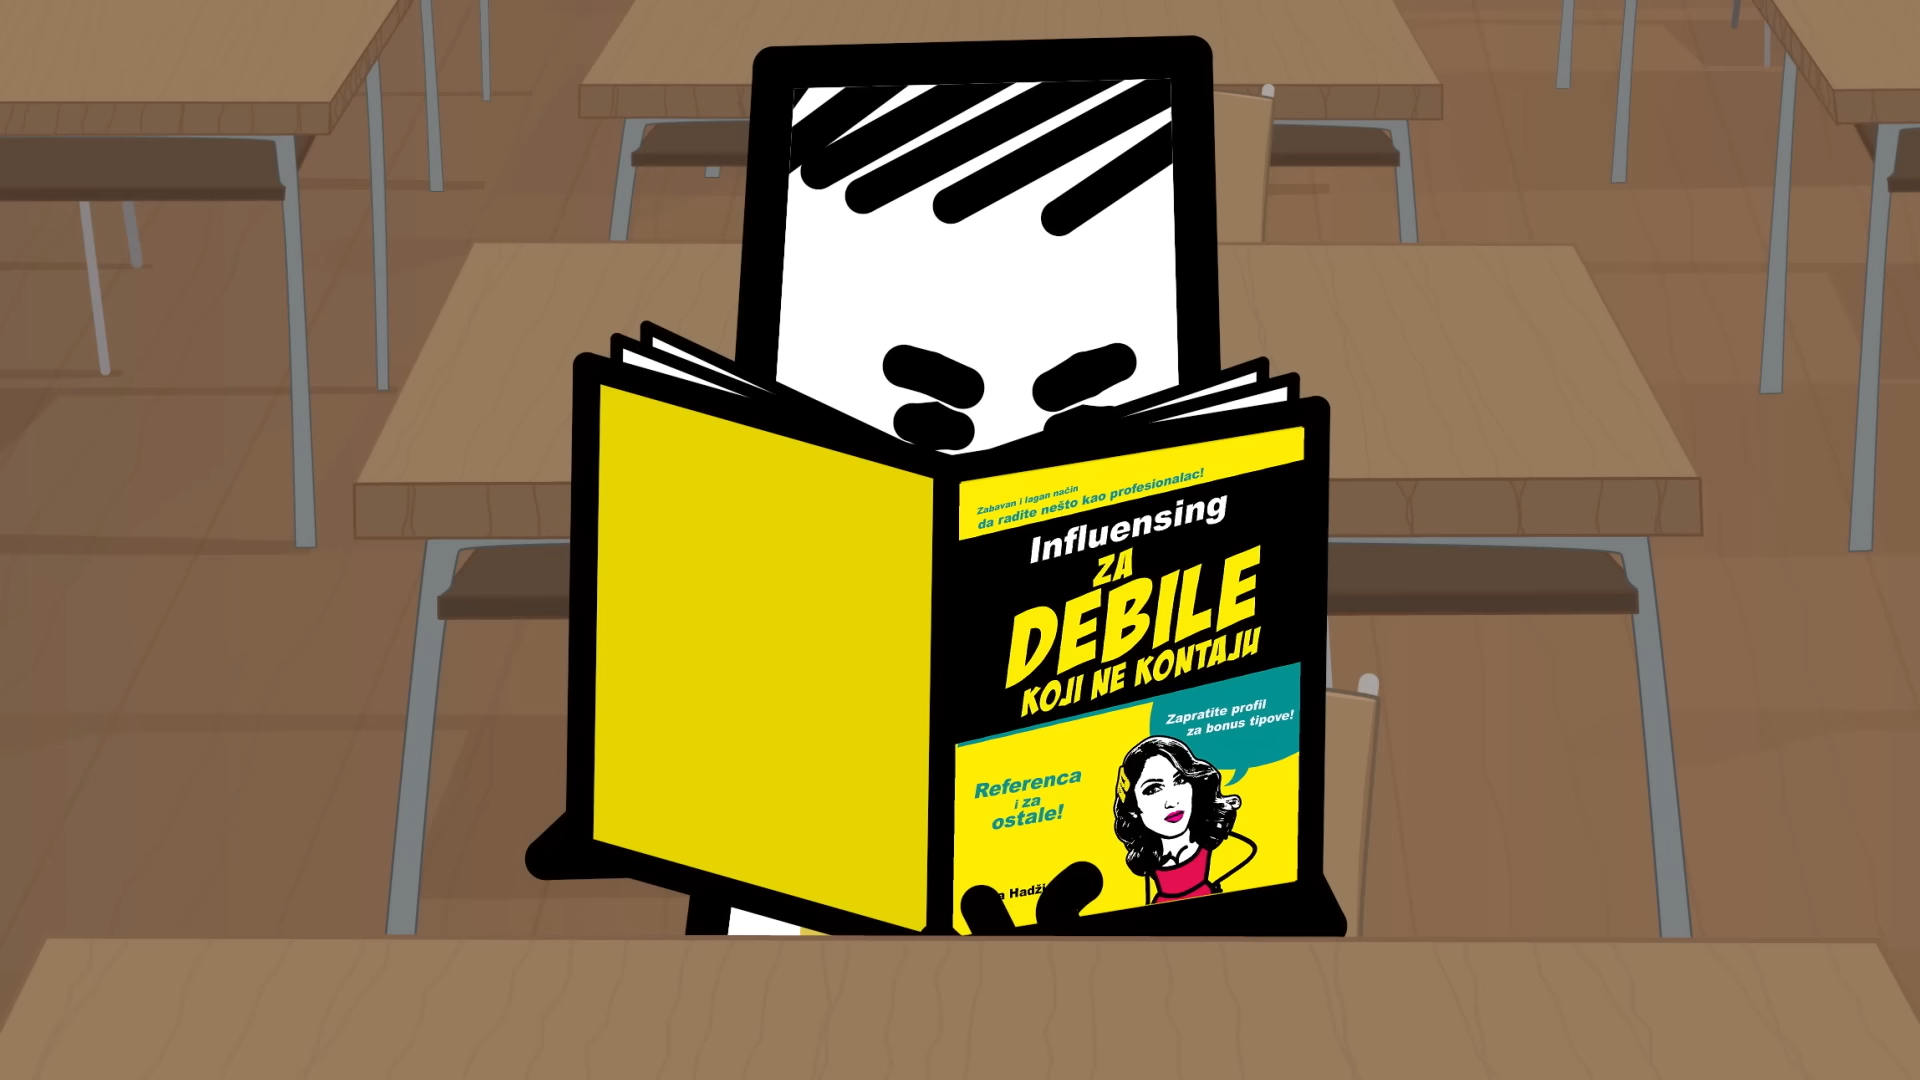 Zabavan i lagan način
da radite nešto kao profesionalac!
Influensing
ZA
DEBILE
KOJI NE KONTAJU
Zapratite profil
za bonus tipove!
Referenca
i za
ostale!